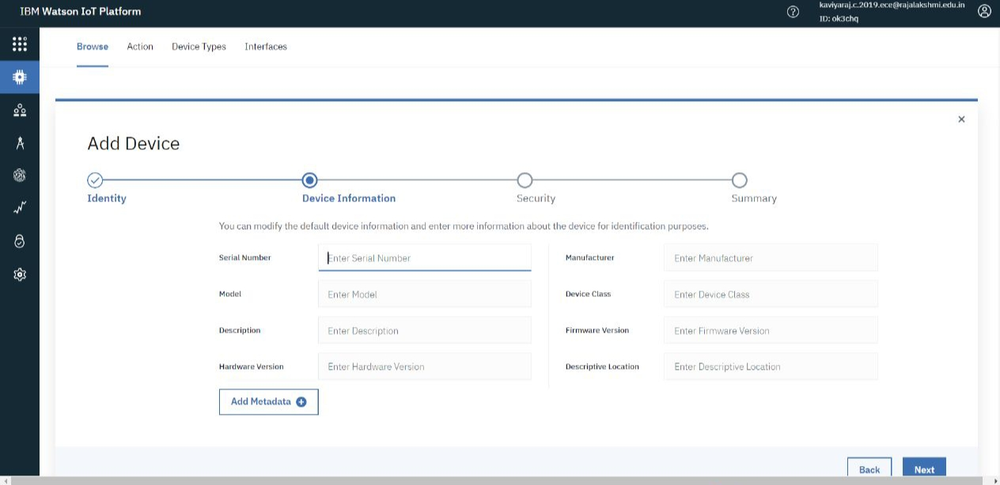 IBM Watson IoT Platform
kaviyaraj.c.2019.ece@rajalakshmi.edu.in
ID: ok3chq
Browse Action Device Types Interfaces
Add Device
Identity Device Information Security Summary
You can modify the default device information and enter more information about the device for identification purposes.
Serial Number Enter Serial Number Manufacturer Enter Manufacturer
Model Enter Model Device Class Enter Device Class
Description Enter Description Firmware Version Enter Firmware Version
Hardware Version Enter Hardware Version Descriptive Location Enter Descriptive Location
Add Metadata
Back Next